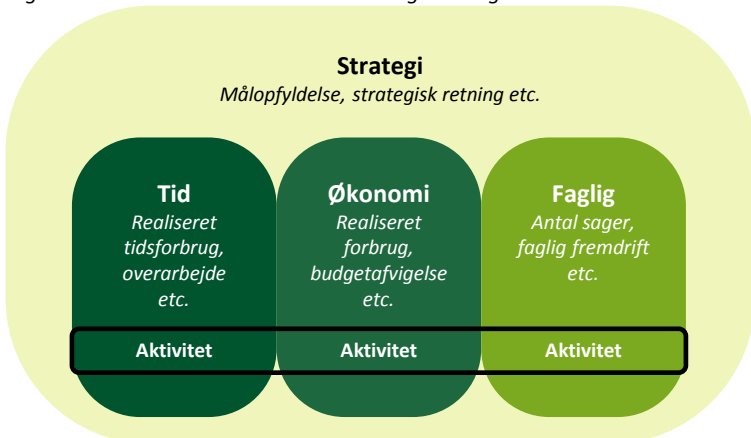 Strategi
Målopfyldelse, strategisk retning etc.
Tid
Realiseret
tidsforbrug,
overarbejde
etc.
Økonomi
Realiseret
forbrug,
budgetafvigelse
etc.
Faglig
Antal sager,
faglig fremdrift
etc.
Aktivitet
Aktivitet
Aktivitet